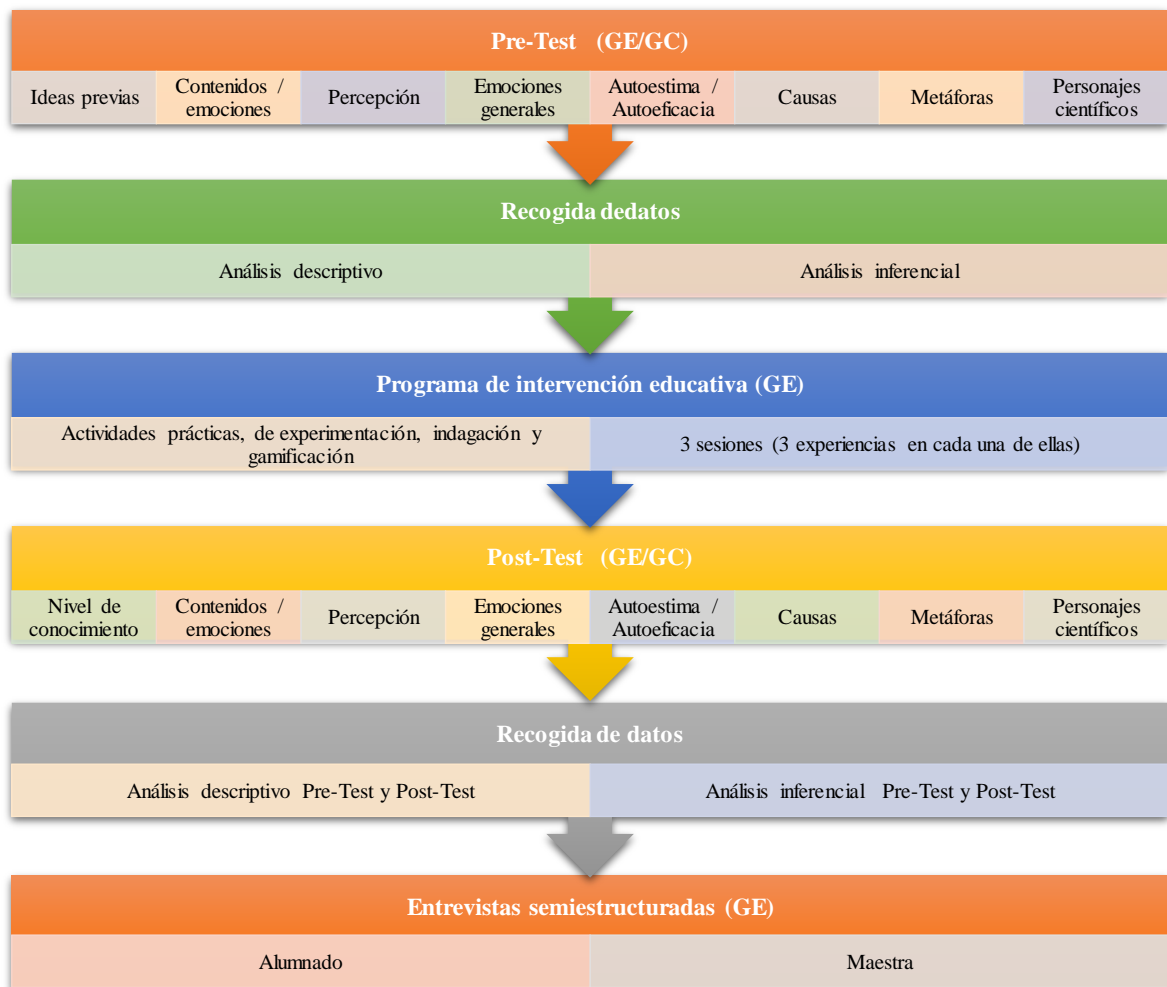 Pre-Test (GE/GC)
Ideas previas
Contenidos /
emociones
Percepción
Emociones
generales
Autoestima /
Autoeficacia
Causas
Metáforas
Personajes
científicos
Recogida dedatos
Análisis descriptivo
Análisis inferencial
Programa de intervención educativa (GE)
Actividades prácticas, de experimentación, indagación y
gamificación
3 sesiones (3 experiencias en cada una de ellas)
Post-Test (GE/GC)
Nivel de
conocimiento
Contenidos /
emociones
Percepción
Emociones
generales
Autoestima /
Autoeficacia
Causas
Metáforas
Personajes
científicos
Recogida de datos
Análisis descriptivo Pre-Test y Post-Test
Análisis inferencial Pre-Test y Post-Test
Entrevistas semiestructuradas (GE)
Alumnado
Maestra